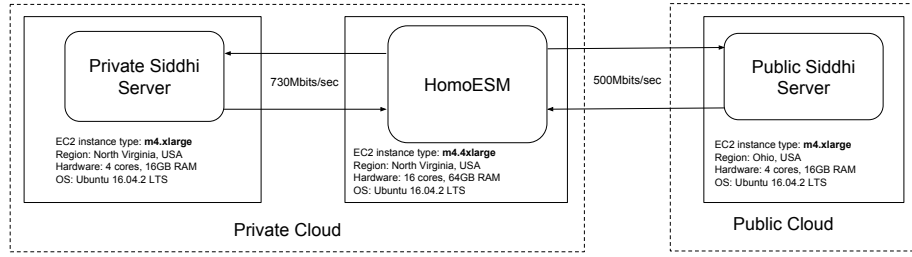 Private Siddhi
Server
730Mbits/sec
HomoESM
500Mbits/sec
Public Siddhi
Server
EC2 instance type: m4.xlarge
Region: North Virginia, USA
Hardware: 4 cores, 16GB RAM
OS: Ubuntu 16.04.2 LTS
EC2 instance type: m4.4xlarge
Region: North Virginia, USA
Hardware: 16 cores, 64GB RAM
OS: Ubuntu 16.04.2 LTS
EC2 instance type: m4.xlarge
Region: Ohio, USA
Hardware: 4 cores, 16GB RAM
OS: Ubuntu 16.04.2 LTS
Private Cloud
Public Cloud